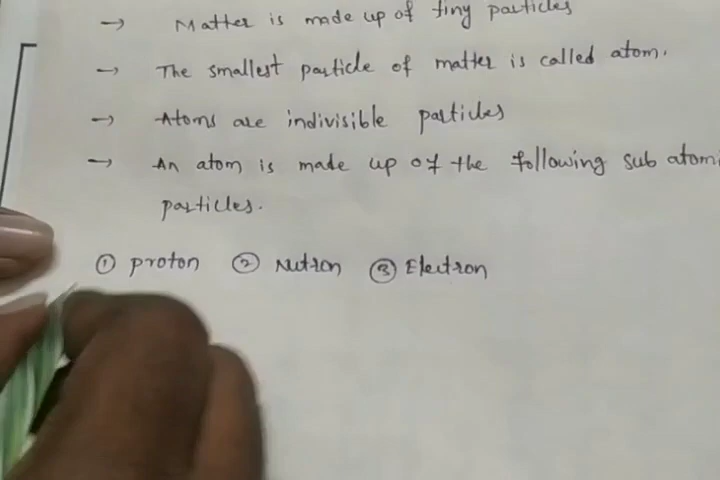 → Matter is made up of tiny particles
→ The smallest particle of matter is called atom.
→ Atoms are indivisible particles
→ An atom is made up of the following sub atomi
particles.
① proton ② Nutron ③ Electron